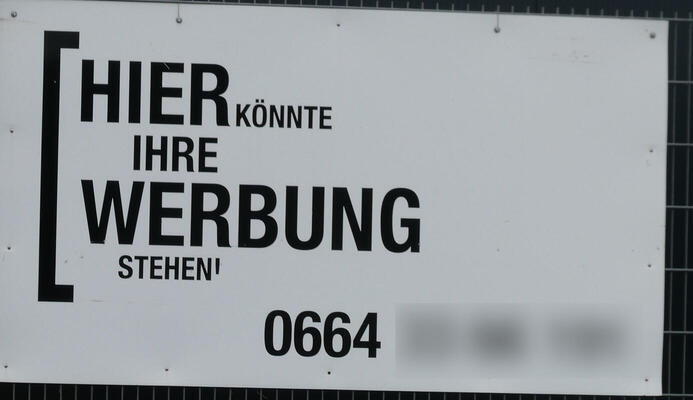 HIER KÖNNTE
IHRE
WERBUNG
STEHEN'
0664